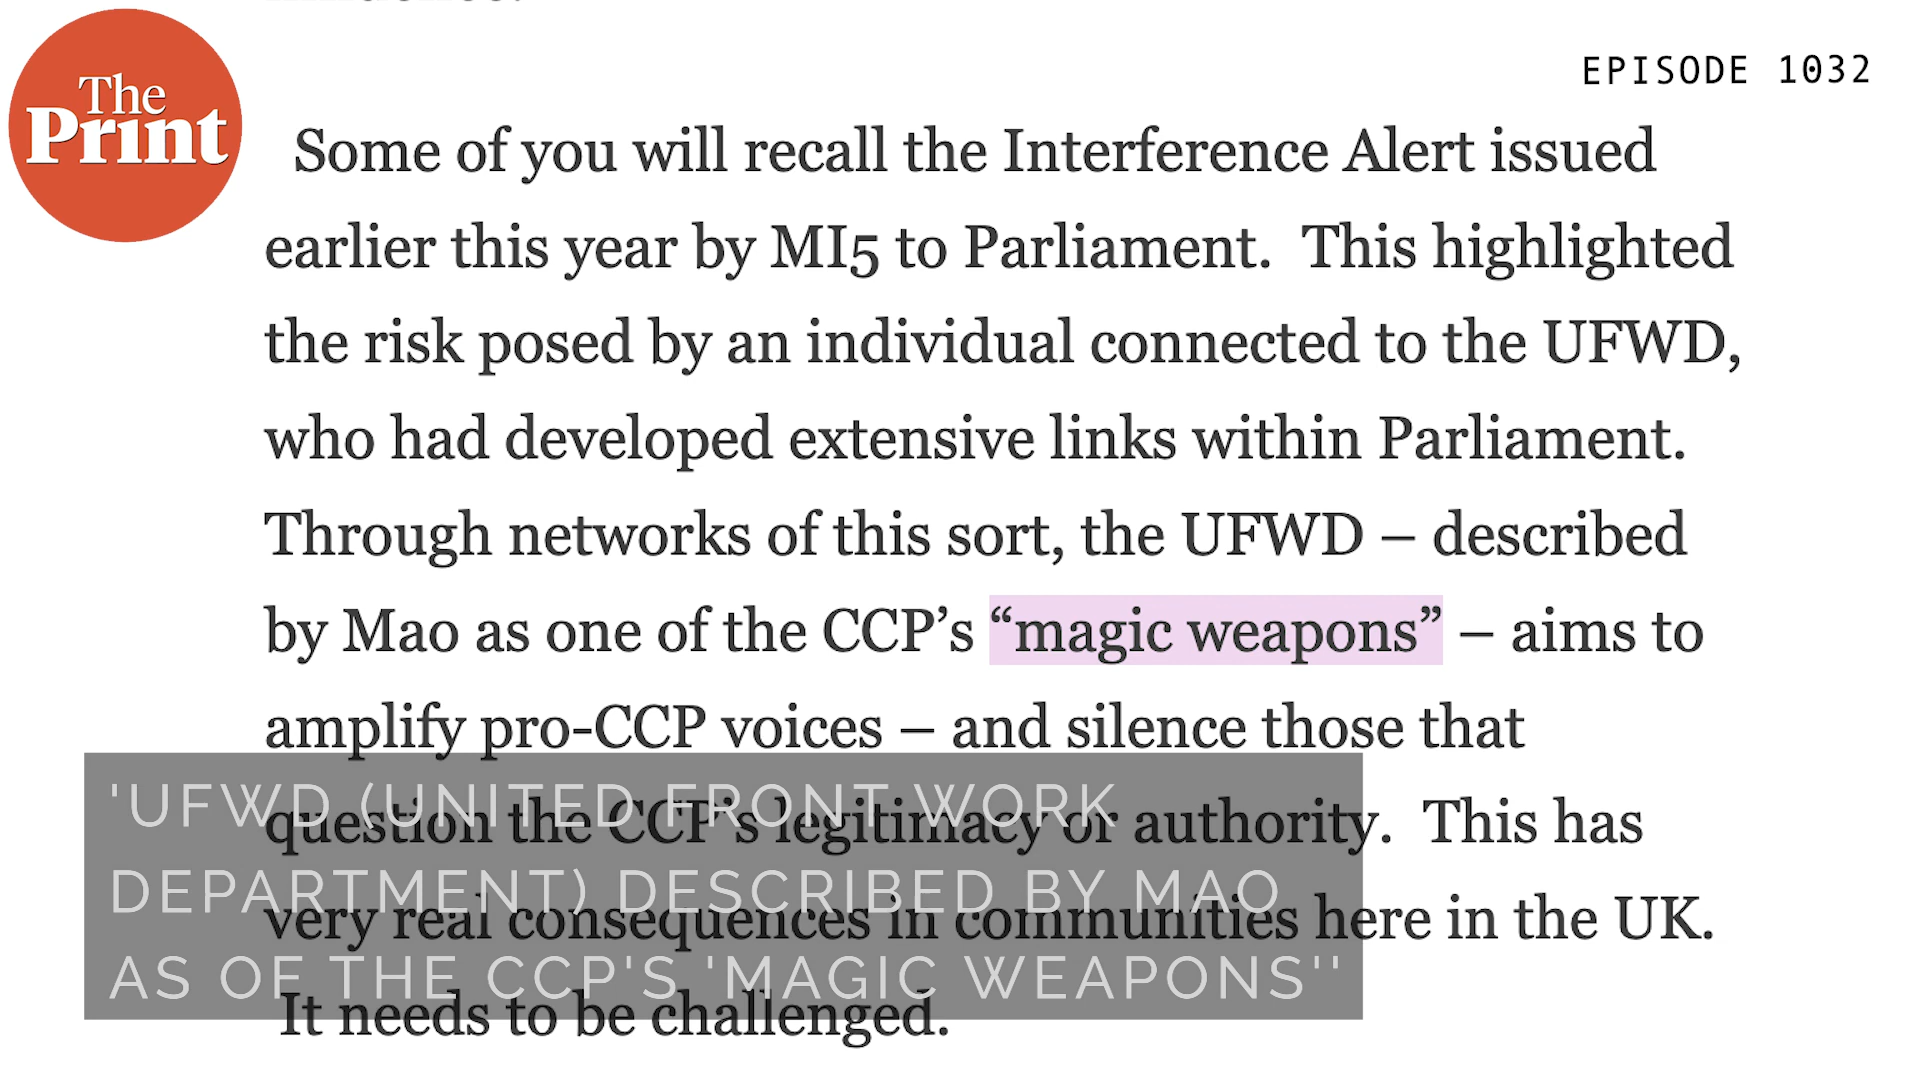 The
Print
EPISODE 1032
Some of you will recall the Interference Alert issued
earlier this year by MI5 to Parliament. This highlighted
the risk posed by an individual connected to the UFWD,
who had developed extensive links within Parliament.
Through networks of this sort, the UFWD – described
by Mao as one of the CCP’s “magic weapons” – aims to
amplify pro-CCP voices – and silence those that
question the CCP’s legitimacy or authority. This has
very real consequences in communities here in the UK.
It needs to be challenged.
'UFWD (UNITED FRONT WORK
DEPARTMENT) DESCRIBED BY MAO
AS OF THE CCP'S 'MAGIC WEAPONS''